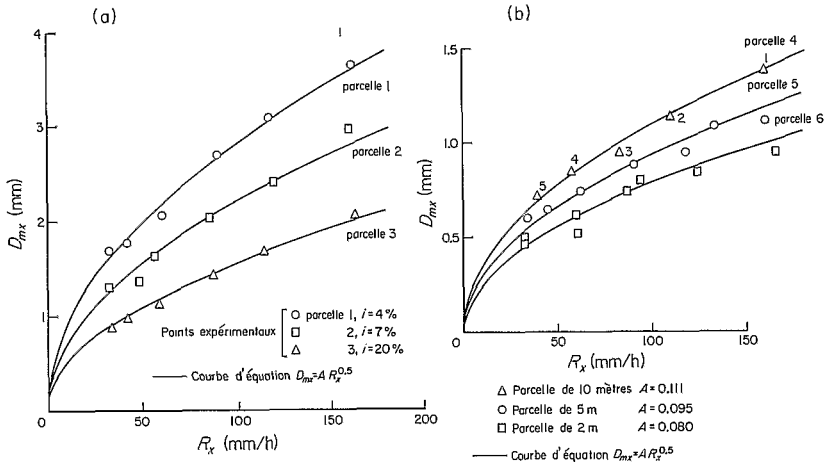 (a)
1
4
3
2
1
D_mx (mm)
parcelle 1
parcelle 2
parcelle 3
Points expérimentaux
○ parcelle 1, i=4%
□ 2, i=7%
△ 3, i=20%
Courbe d'équation D_mx=A R_x^0.5
0 50 100 150 200
R_x (mm/h)
(b)
1.5
1.0
0.5
D_mx (mm)
parcelle 4
1
parcelle 5
parcelle 6
2
3
4
5
0 50 100 150
R_x (mm/h)
△ Parcelle de 10 mètres A=0.111
○ Parcelle de 5 m A=0.095
□ Parcelle de 2 m A=0.080
Courbe d'équation D_mx=A R_x^0.5